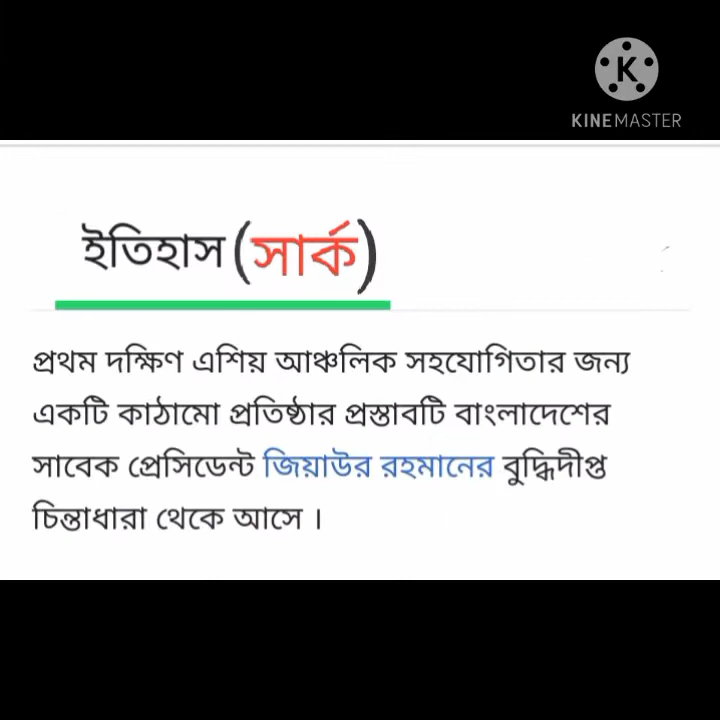 KINEMASTER
ইতিহাস (সার্ক)
প্রথম দক্ষিণ এশিয় আঞ্চলিক সহযোগিতার জন্য
একটি কাঠামো প্রতিষ্ঠার প্রস্তাবটি বাংলাদেশের
সাবেক প্রেসিডেন্ট জিয়াউর রহমানের বুদ্ধিদীপ্ত
চিন্তাধারা থেকে আসে ।